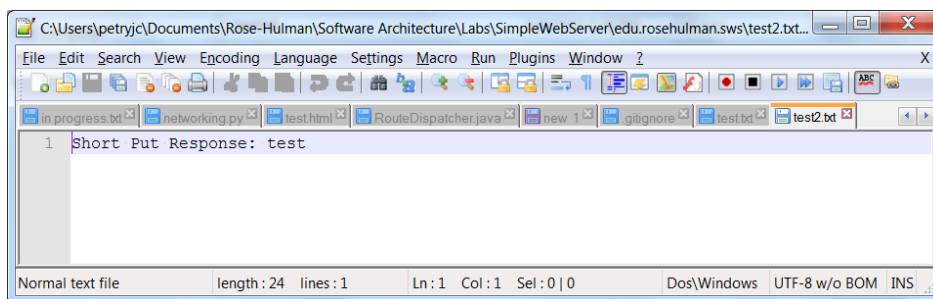 C:\Users\petryjc\Documents\Rose-Hulman\Software Architecture\Labs\SimpleWebServer\edu.rosehulman.sws\test2.txt...
File Edit Search View Encoding Language Settings Macro Run Plugins Window ? X
ABC
in progress.txt networking.py test.html RouteDispatcher.java new 1 .gitignore test.txt test2.txt
1 Short Put Response: test
Normal text file length : 24 lines : 1 Ln : 1 Col : 1 Sel : 0 | 0 Dos\Windows UTF-8 w/o BOM INS